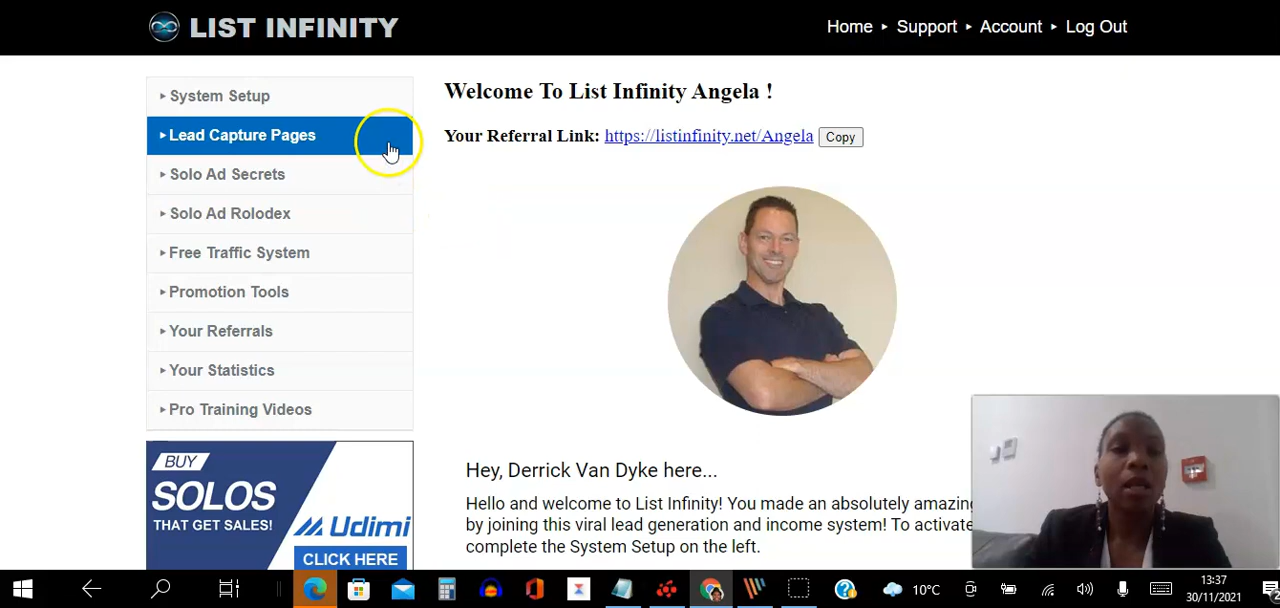 LIST INFINITY
Home ▸ Support ▸ Account ▸ Log Out
▸ System Setup
▸ Lead Capture Pages
▸ Solo Ad Secrets
▸ Solo Ad Rolodex
▸ Free Traffic System
▸ Promotion Tools
▸ Your Referrals
▸ Your Statistics
▸ Pro Training Videos
BUY
SOLOS
THAT GET SALES!
Udimi
CLICK HERE
Welcome To List Infinity Angela !
Your Referral Link: https://listinfinity.net/Angela Copy
Hey, Derrick Van Dyke here...
Hello and welcome to List Infinity! You made an absolutely amazing
by joining this viral lead generation and income system! To activate
complete the System Setup on the left.
10°C
13:37
30/11/2021